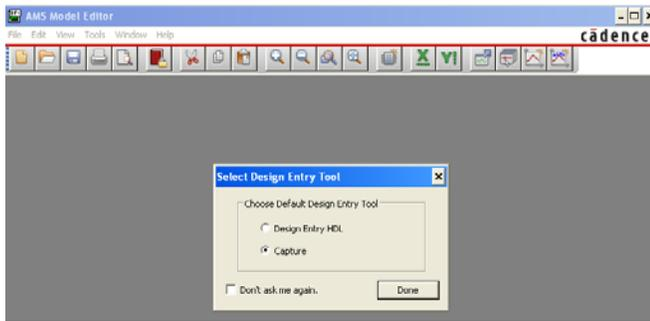 AMS Model Editor
File Edit View Tools Window Help
cādence
Select Design Entry Tool
Choose Default Design Entry Tool
Design Entry HDL
Capture
Don't ask me again.
Done